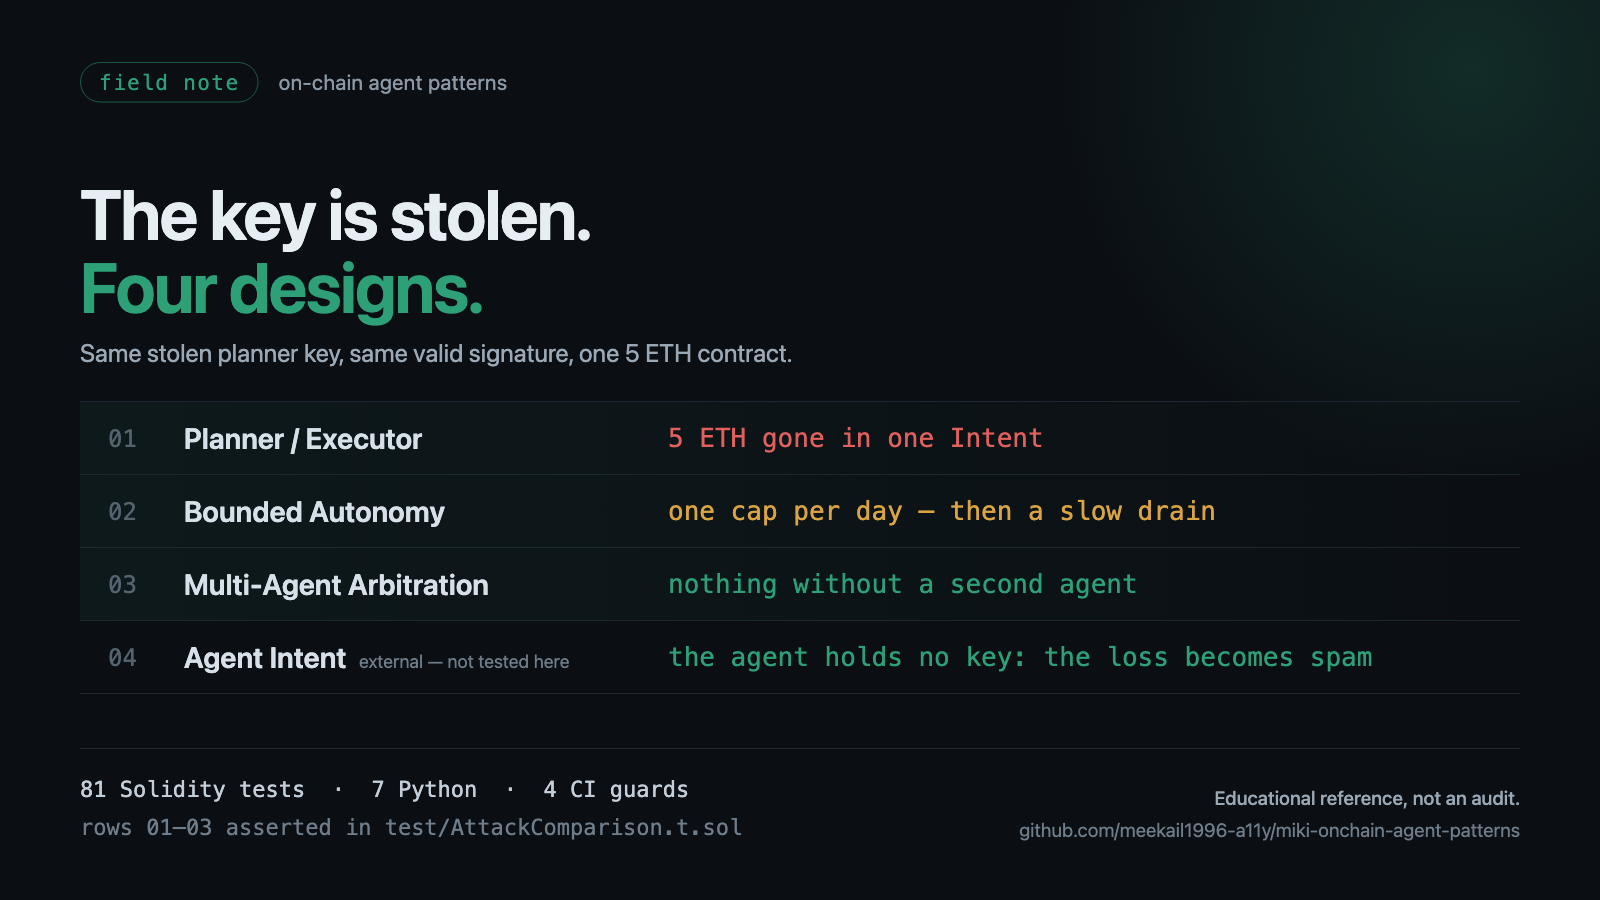 field note on-chain agent patterns
The key is stolen.
Four designs.
Same stolen planner key, same valid signature, one 5 ETH contract.
01 Planner / Executor 5 ETH gone in one Intent
02 Bounded Autonomy one cap per day — then a slow drain
03 Multi-Agent Arbitration nothing without a second agent
04 Agent Intent external — not tested here the agent holds no key: the loss becomes spam
81 Solidity tests · 7 Python · 4 CI guards
rows 01–03 asserted in test/AttackComparison.t.sol
Educational reference, not an audit.
github.com/meekail1996-a11y/miki-onchain-agent-patterns